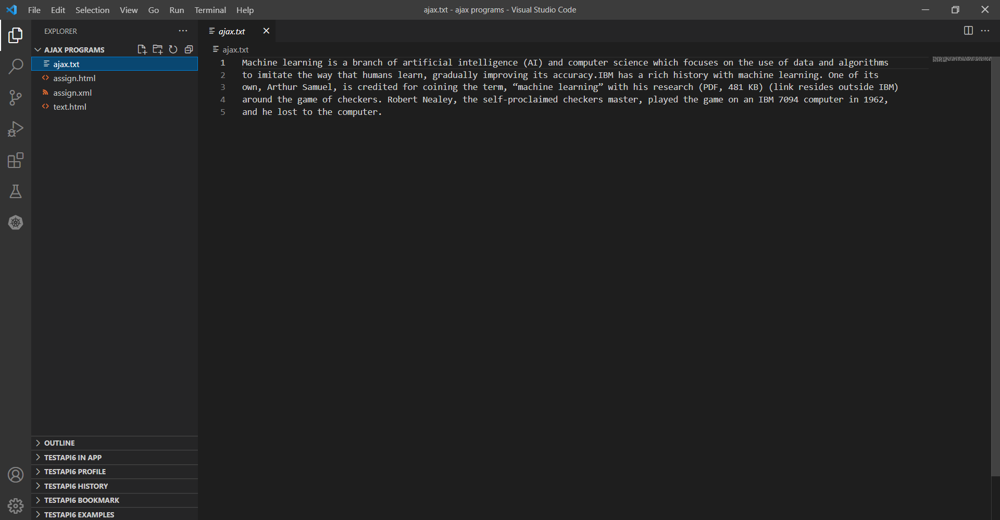 File Edit Selection View Go Run Terminal Help
ajax.txt - ajax programs - Visual Studio Code
EXPLORER
AJAX PROGRAMS
ajax.txt
assign.html
assign.xml
text.html
OUTLINE
TESTAPI6 IN APP
TESTAPI6 PROFILE
TESTAPI6 HISTORY
TESTAPI6 BOOKMARK
TESTAPI6 EXAMPLES
ajax.txt
ajax.txt
1 Machine learning is a branch of artificial intelligence (AI) and computer science which focuses on the use of data and algorithms
2 to imitate the way that humans learn, gradually improving its accuracy.IBM has a rich history with machine learning. One of its
3 own, Arthur Samuel, is credited for coining the term, “machine learning” with his research (PDF, 481 KB) (link resides outside IBM)
4 around the game of checkers. Robert Nealey, the self-proclaimed checkers master, played the game on an IBM 7094 computer in 1962,
5 and he lost to the computer.